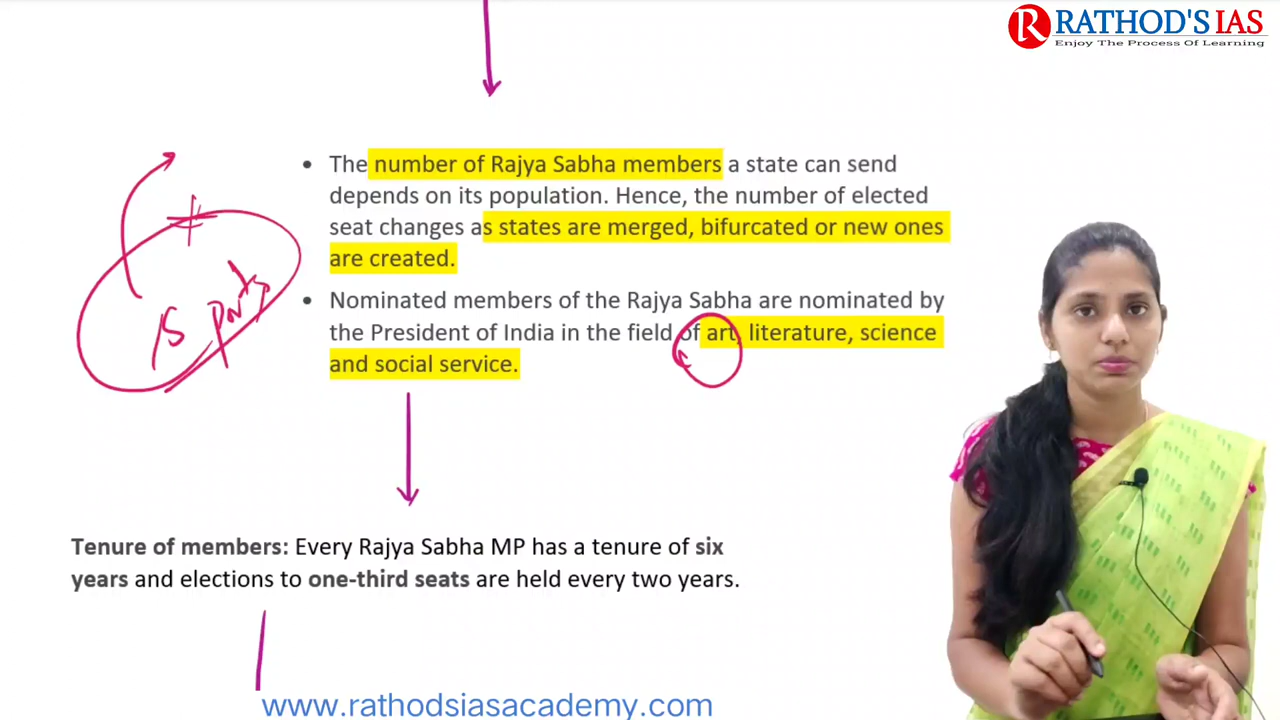 RATHOD'S IAS
Enjoy The Process Of Learning
• The number of Rajya Sabha members a state can send
depends on its population. Hence, the number of elected
seat changes as states are merged, bifurcated or new ones
are created.
• Nominated members of the Rajya Sabha are nominated by
the President of India in the field of art, literature, science
and social service.
Tenure of members: Every Rajya Sabha MP has a tenure of six
years and elections to one-third seats are held every two years.
www.rathodsiasacademy.com